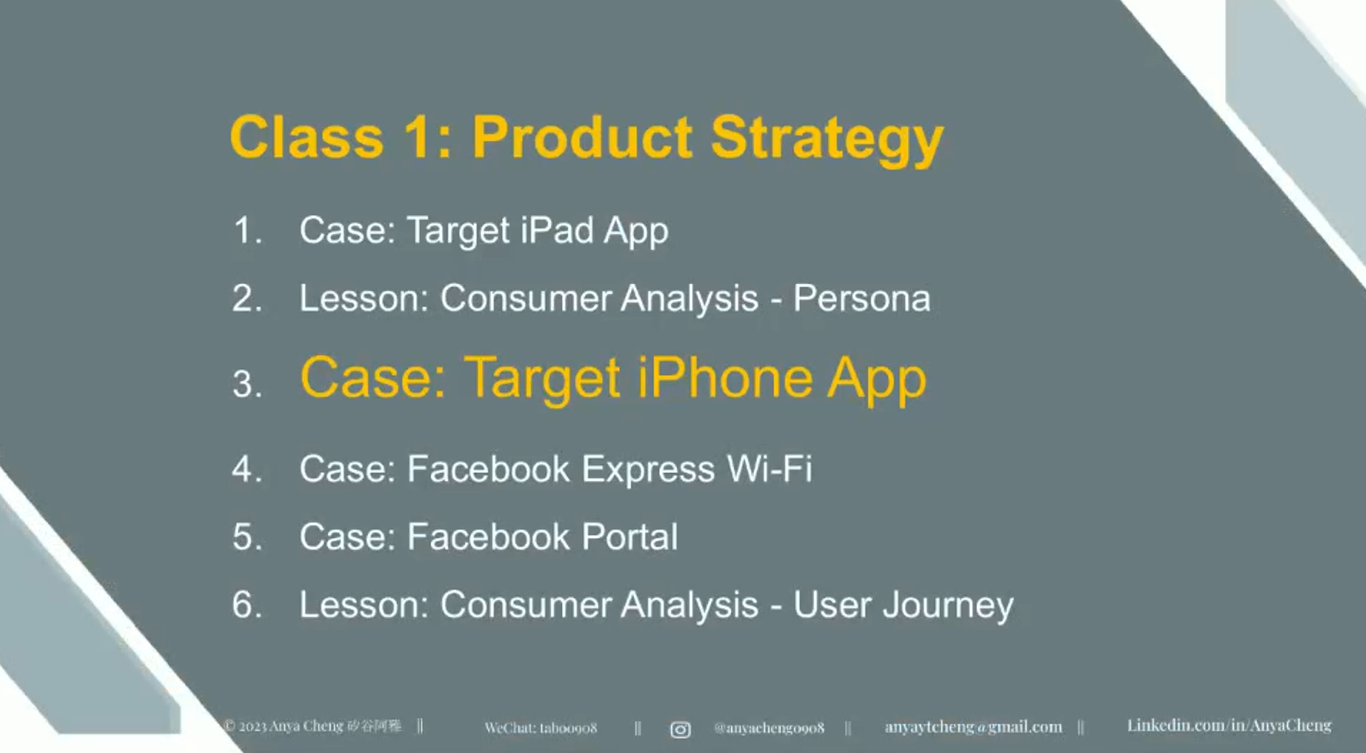 Class 1: Product Strategy
1. Case: Target iPad App
2. Lesson: Consumer Analysis - Persona
3. Case: Target iPhone App
4. Case: Facebook Express Wi-Fi
5. Case: Facebook Portal
6. Lesson: Consumer Analysis - User Journey
© 2023 Anya Cheng 矽谷阿雅 || WeChat: tab00908 || @anyacheng0908 || anyaytcheng@gmail.com || Linkedin.com/in/AnyaCheng